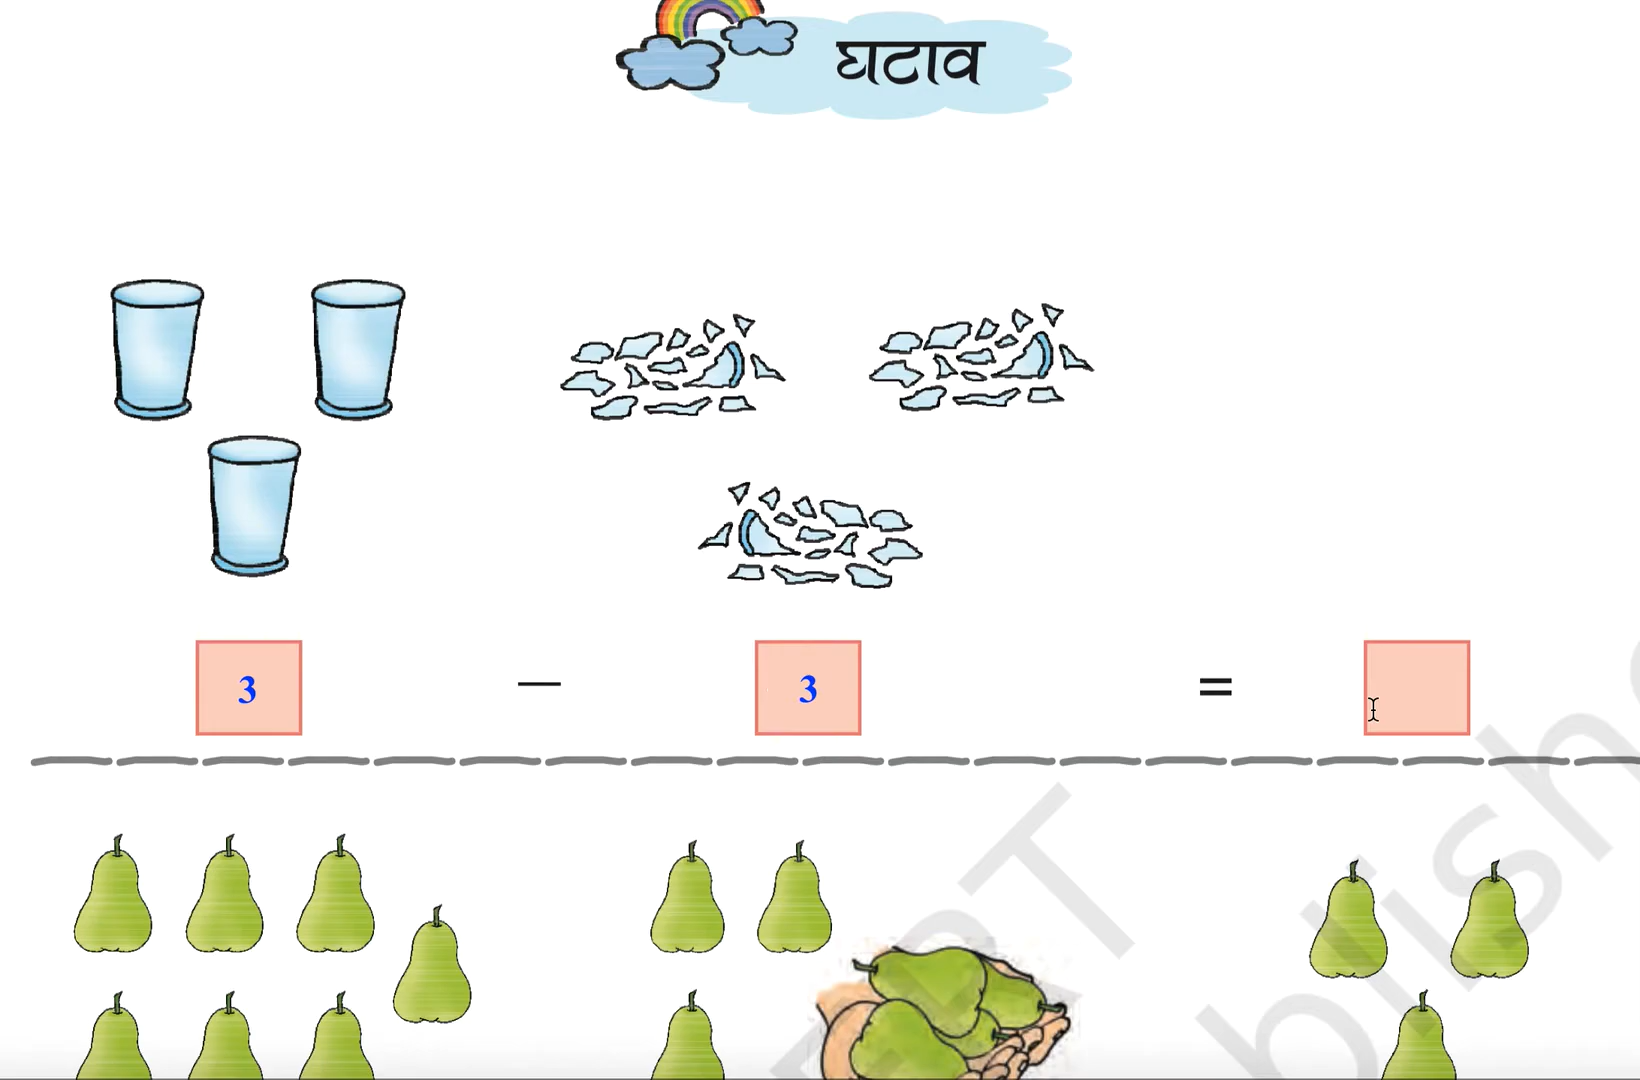 घटाव
3 — 3 =